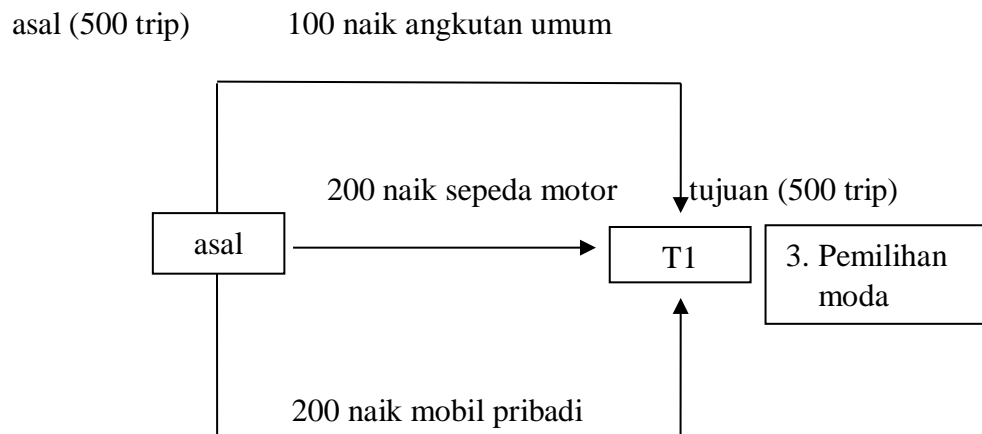 asal (500 trip) 100 naik angkutan umum
200 naik sepeda motor tujuan (500 trip)
asal
T1
3. Pemilihan
moda
200 naik mobil pribadi